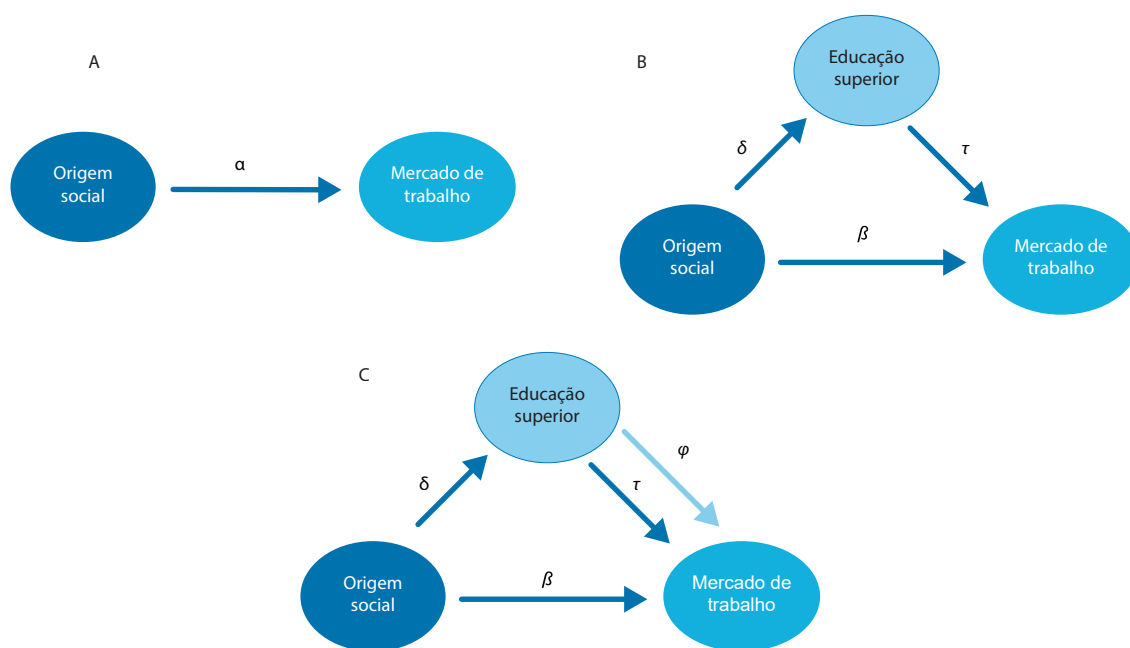 A
Origem
social
α
Mercado de
trabalho
B
Educação
superior
δ
τ
Origem
social
β
Mercado de
trabalho
C
Educação
superior
δ
τ
φ
Origem
social
β
Mercado de
trabalho